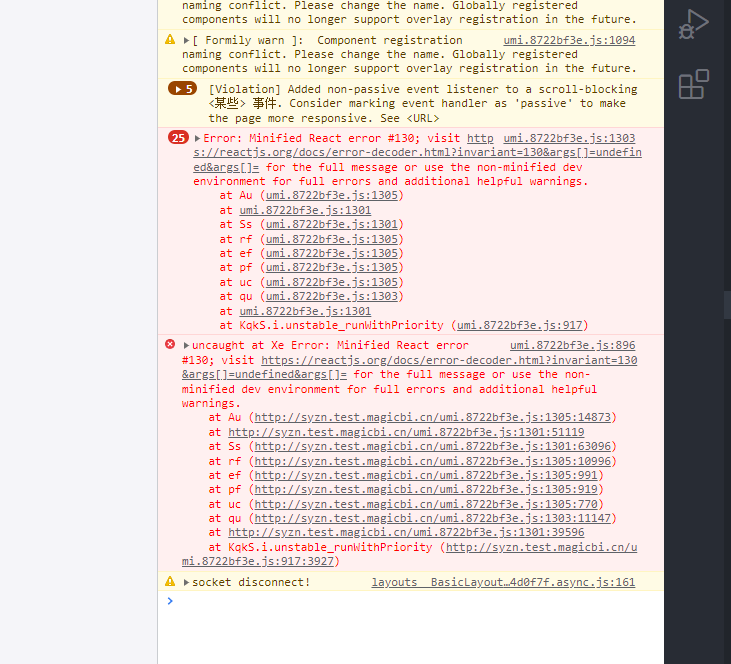 naming conflict. Please change the name. Globally registered
components will no longer support overlay registration in the future.
[ Formily warn ]:  Component registration umi.8722bf3e.js:1094
naming conflict. Please change the name. Globally registered
components will no longer support overlay registration in the future.
5 [Violation] Added non-passive event listener to a scroll-blocking
<某些> 事件. Consider marking event handler as 'passive' to make
the page more responsive. See <URL>
25 Error: Minified React error #130; visit http umi.8722bf3e.js:1303
s://reactjs.org/docs/error-decoder.html?invariant=130&args[]=undefin
ed&args[]= for the full message or use the non-minified dev
environment for full errors and additional helpful warnings.
at Au (umi.8722bf3e.js:1305)
at umi.8722bf3e.js:1301
at Ss (umi.8722bf3e.js:1301)
at rf (umi.8722bf3e.js:1305)
at ef (umi.8722bf3e.js:1305)
at pf (umi.8722bf3e.js:1305)
at uc (umi.8722bf3e.js:1305)
at qu (umi.8722bf3e.js:1303)
at umi.8722bf3e.js:1301
at KqkS.i.unstable_runWithPriority (umi.8722bf3e.js:917)
uncaught at Xe Error: Minified React error umi.8722bf3e.js:896
#130; visit https://reactjs.org/docs/error-decoder.html?invariant=130
&args[]=undefined&args[]= for the full message or use the non-
minified dev environment for full errors and additional helpful
warnings.
at Au (http://syzn.test.magicbi.cn/umi.8722bf3e.js:1305:14873)
at http://syzn.test.magicbi.cn/umi.8722bf3e.js:1301:51119
at Ss (http://syzn.test.magicbi.cn/umi.8722bf3e.js:1301:63096)
at rf (http://syzn.test.magicbi.cn/umi.8722bf3e.js:1305:10996)
at ef (http://syzn.test.magicbi.cn/umi.8722bf3e.js:1305:991)
at pf (http://syzn.test.magicbi.cn/umi.8722bf3e.js:1305:919)
at uc (http://syzn.test.magicbi.cn/umi.8722bf3e.js:1305:770)
at qu (http://syzn.test.magicbi.cn/umi.8722bf3e.js:1303:11147)
at http://syzn.test.magicbi.cn/umi.8722bf3e.js:1301:39596
at KqkS.i.unstable_runWithPriority (http://syzn.test.magicbi.cn/u
mi.8722bf3e.js:917:3927)
socket disconnect! layouts__BasicLayout…4d0f7f.async.js:161